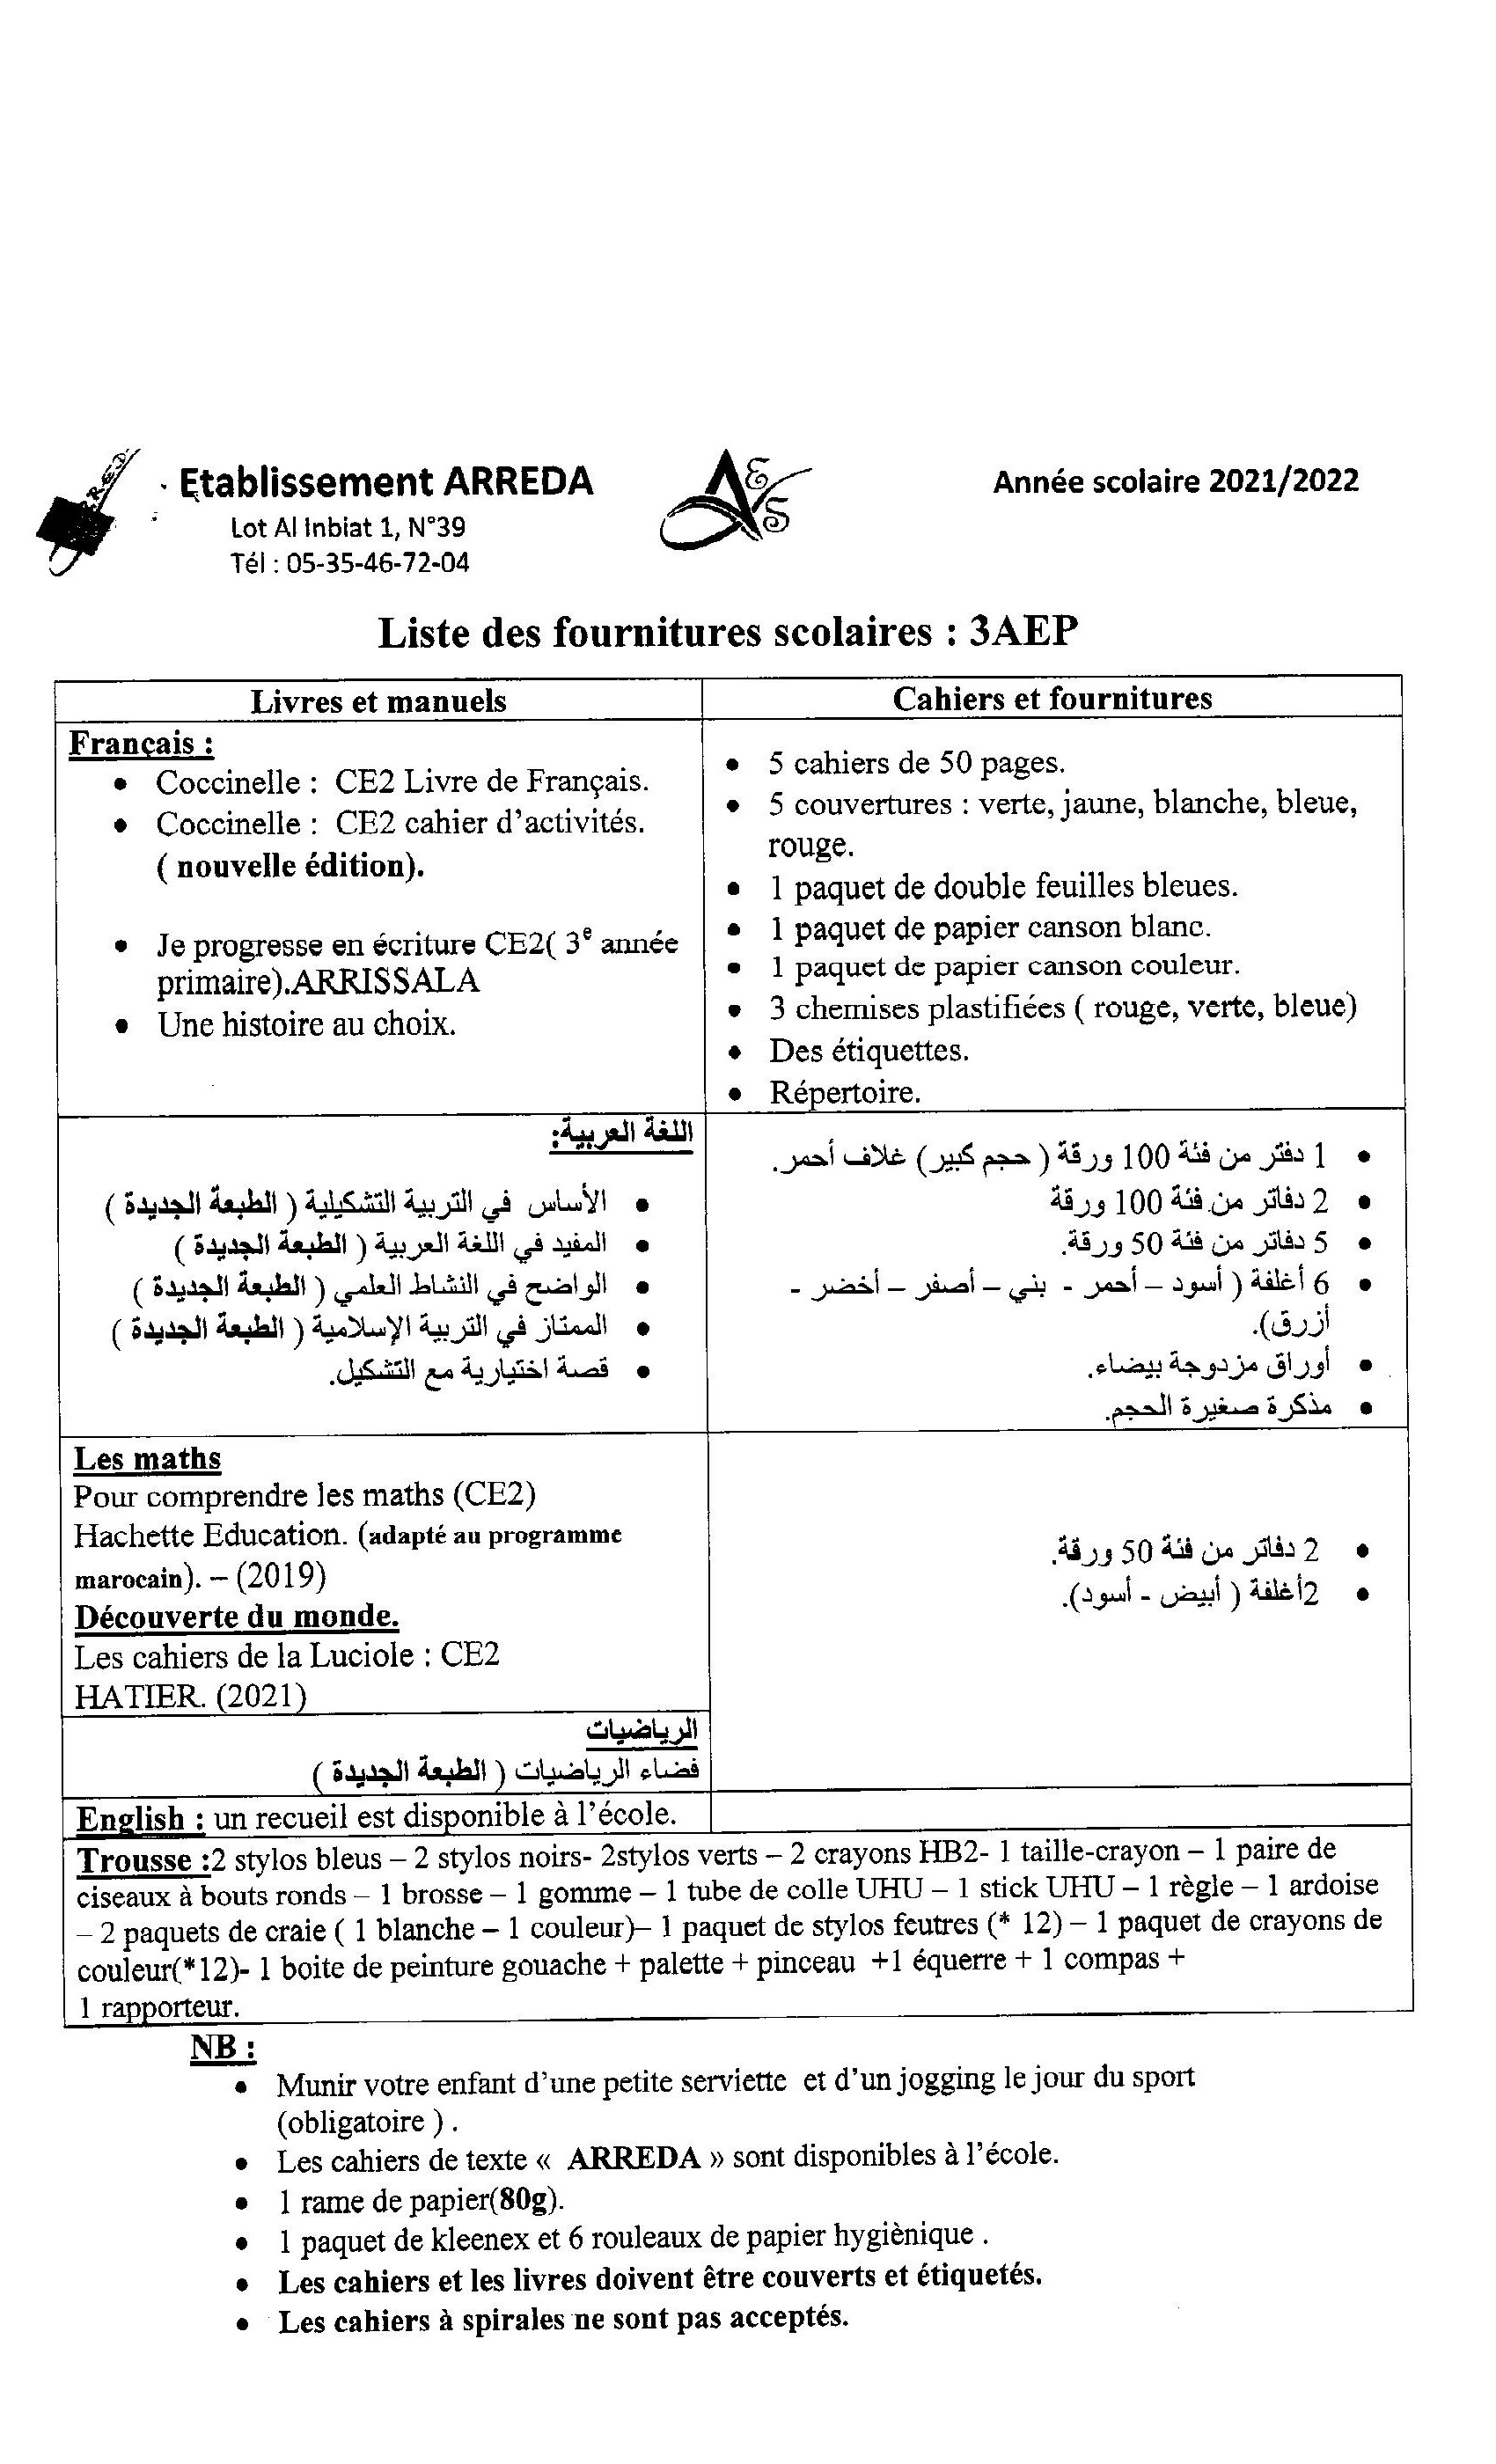 Etablissement ARREDA
Lot Al Inbiat 1, N°39
Tél : 05-35-46-72-04
AES
Année scolaire 2021/2022
Liste des fournitures scolaires : 3AEP
Livres et manuels
Cahiers et fournitures
Français :
• Coccinelle : CE2 Livre de Français.
• Coccinelle : CE2 cahier d'activités.
( nouvelle édition).
• Je progresse en écriture CE2( 3e année
primaire).ARRISSALA
• Une histoire au choix.
• 5 cahiers de 50 pages.
• 5 couvertures : verte, jaune, blanche, bleue,
rouge.
• 1 paquet de double feuilles bleues.
• 1 paquet de papier canson blanc.
• 1 paquet de papier canson couleur.
• 3 chemises plastifiées ( rouge, verte, bleue)
• Des étiquettes.
• Répertoire.
اللغة العربية:
• الأساس في التربية التشكيلية ( الطبعة الجديدة )
• المفيد في اللغة العربية ( الطبعة الجديدة )
• الواضح في النشاط العلمي ( الطبعة الجديدة )
• الممتاز في التربية الإسلامية ( الطبعة الجديدة )
• قصة اختيارية مع التشكيل.
• 1 دفتر من فئة 100 ورقة ( حجم كبير) غلاف أحمر.
• 2 دفاتر من فئة 100 ورقة
• 5 دفاتر من فئة 50 ورقة.
• 6 أغلفة ( أسود – أحمر - بني – أصفر – أخضر -
أزرق).
• أوراق مزدوجة بيضاء.
• مذكرة صغيرة الحجم.
Les maths
Pour comprendre les maths (CE2)
Hachette Education. (adapté au programme
marocain). – (2019)
Découverte du monde.
Les cahiers de la Luciole : CE2
HATIER. (2021)
• 2 دفاتر من فئة 50 ورقة.
• 2أغلفة ( أبيض - أسود).
الرياضيات
فضاء الرياضيات ( الطبعة الجديدة )
English : un recueil est disponible à l'école.
Trousse :2 stylos bleus – 2 stylos noirs- 2stylos verts – 2 crayons HB2- 1 taille-crayon – 1 paire de
ciseaux à bouts ronds – 1 brosse – 1 gomme – 1 tube de colle UHU – 1 stick UHU – 1 règle – 1 ardoise
– 2 paquets de craie ( 1 blanche – 1 couleur)– 1 paquet de stylos feutres (* 12) – 1 paquet de crayons de
couleur(*12)- 1 boite de peinture gouache + palette + pinceau +1 équerre + 1 compas +
1 rapporteur.
NB :
• Munir votre enfant d'une petite serviette et d'un jogging le jour du sport
(obligatoire ) .
• Les cahiers de texte « ARREDA » sont disponibles à l'école.
• 1 rame de papier(80g).
• 1 paquet de kleenex et 6 rouleaux de papier hygiènique .
• Les cahiers et les livres doivent être couverts et étiquetés.
• Les cahiers à spirales ne sont pas acceptés.